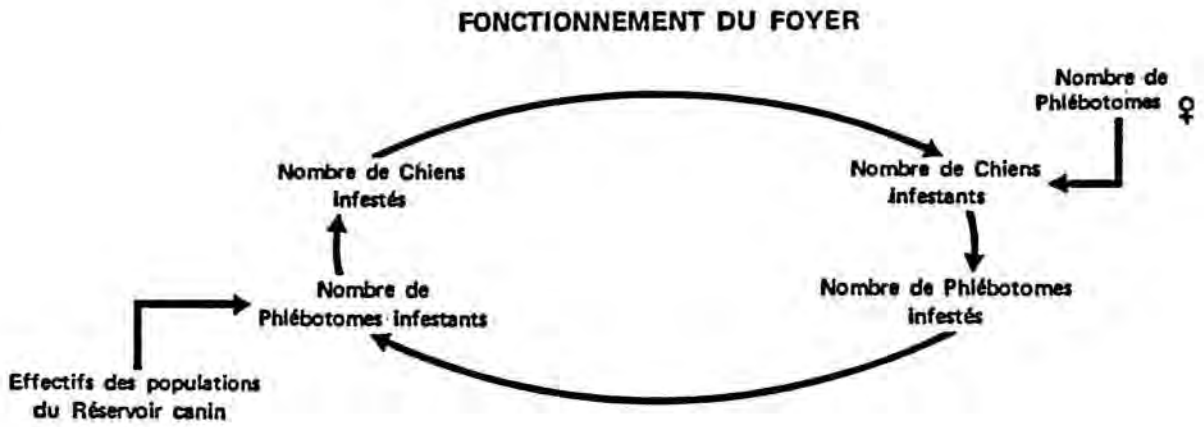 FONCTIONNEMENT DU FOYER
Nombre de
Phlébotomes ♀
Nombre de Chiens
infestés
Nombre de Chiens
infestants
Nombre de
Phlébotomes infestants
Nombre de Phlébotomes
infestés
Effectifs des populations
du Réservoir canin